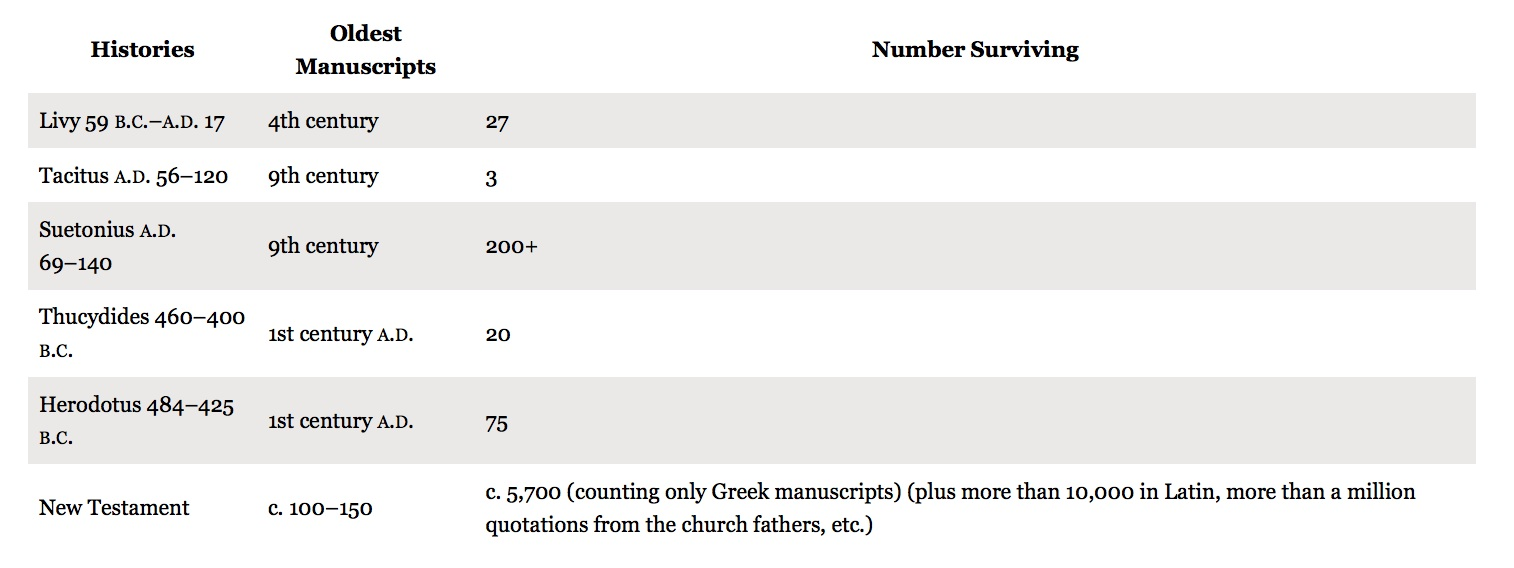 Histories Oldest Manuscripts Number Surviving
Livy 59 B.C.–A.D. 17 4th century 27
Tacitus A.D. 56–120 9th century 3
Suetonius A.D. 69–140 9th century 200+
Thucydides 460–400 B.C. 1st century A.D. 20
Herodotus 484–425 B.C. 1st century A.D. 75
New Testament c. 100–150 c. 5,700 (counting only Greek manuscripts) (plus more than 10,000 in Latin, more than a million
quotations from the church fathers, etc.)